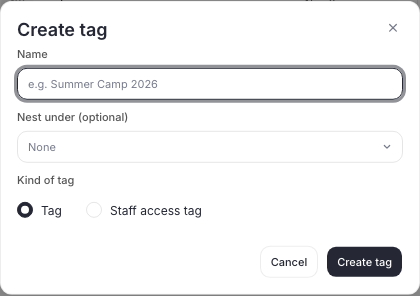 Create tag
Name
e.g. Summer Camp 2026
Nest under (optional)
None
Kind of tag
Tag
Staff access tag
Cancel
Create tag